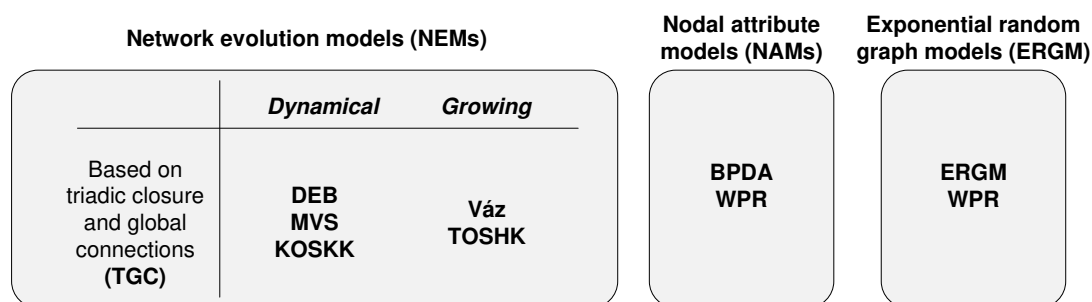 Network evolution models (NEMs)
Dynamical Growing
Based on
triadic closure
and global
connections
(TGC)
DEB
MVS
KOSKK
Váz
TOSHK
Nodal attribute
models (NAMs)
BPDA
WPR
Exponential random
graph models (ERGM)
ERGM
WPR